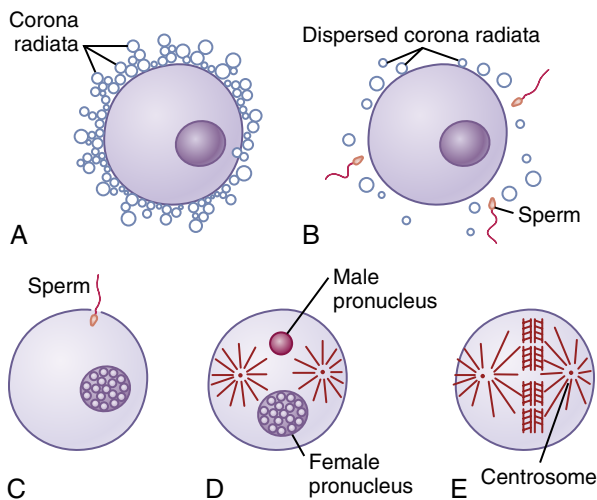 Corona
radiata
Dispersed corona radiata
A
B
Sperm
Sperm
Male
pronucleus
C
D
Female
pronucleus
E
Centrosome